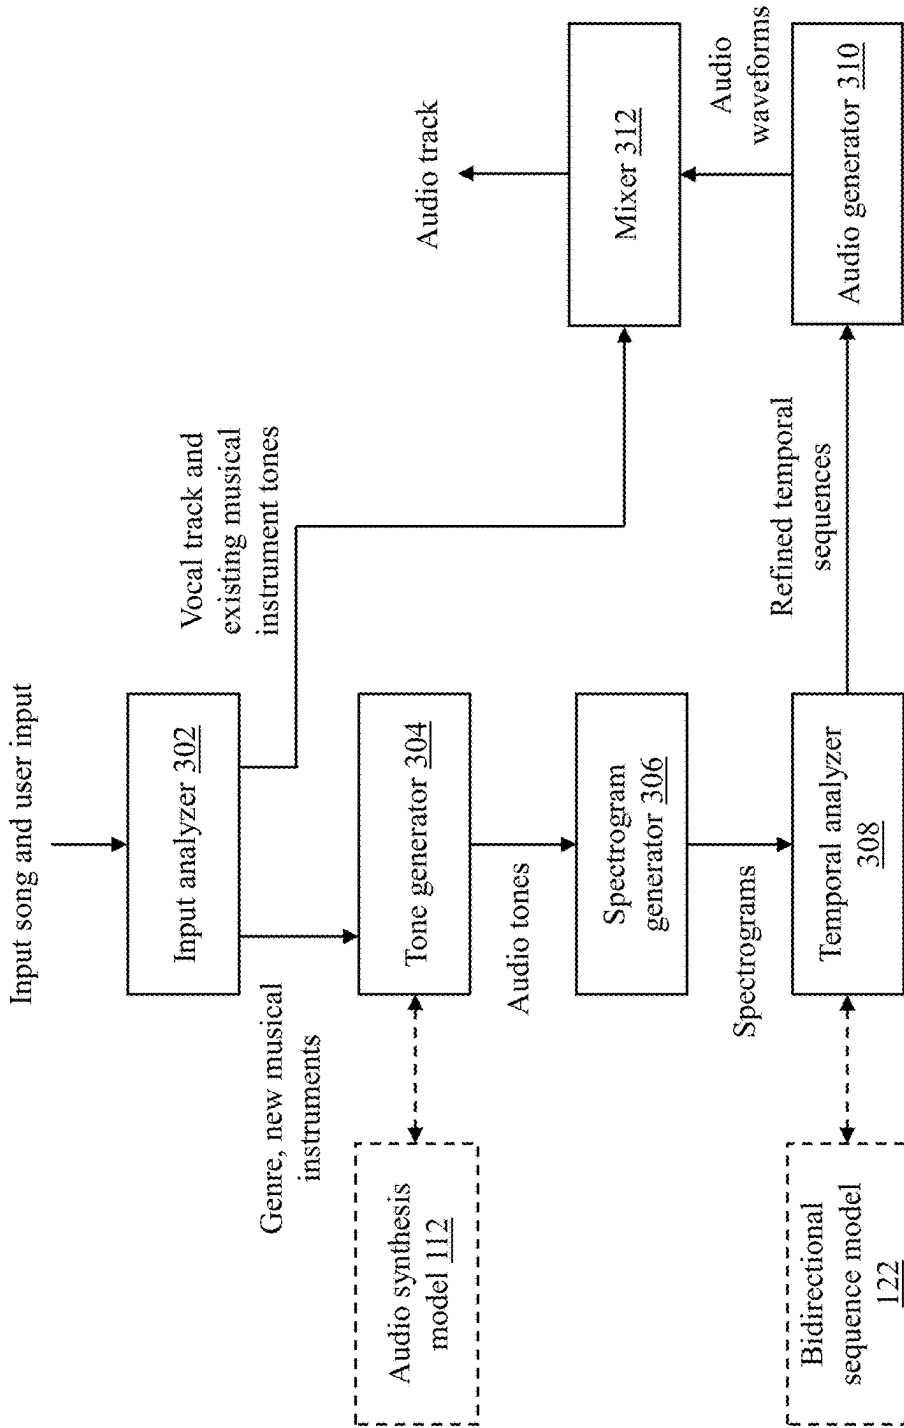 Input song and user input
Input analyzer 302
Genre, new musical
instruments
Vocal track and
existing musical
instrument tones
Audio synthesis
model 112
Tone generator 304
Audio tones
Spectrogram
generator 306
Spectrograms
Bidirectional
sequence model
122
Temporal analyzer
308
Refined temporal
sequences
Audio generator 310
Audio
waveforms
Mixer 312
Audio track